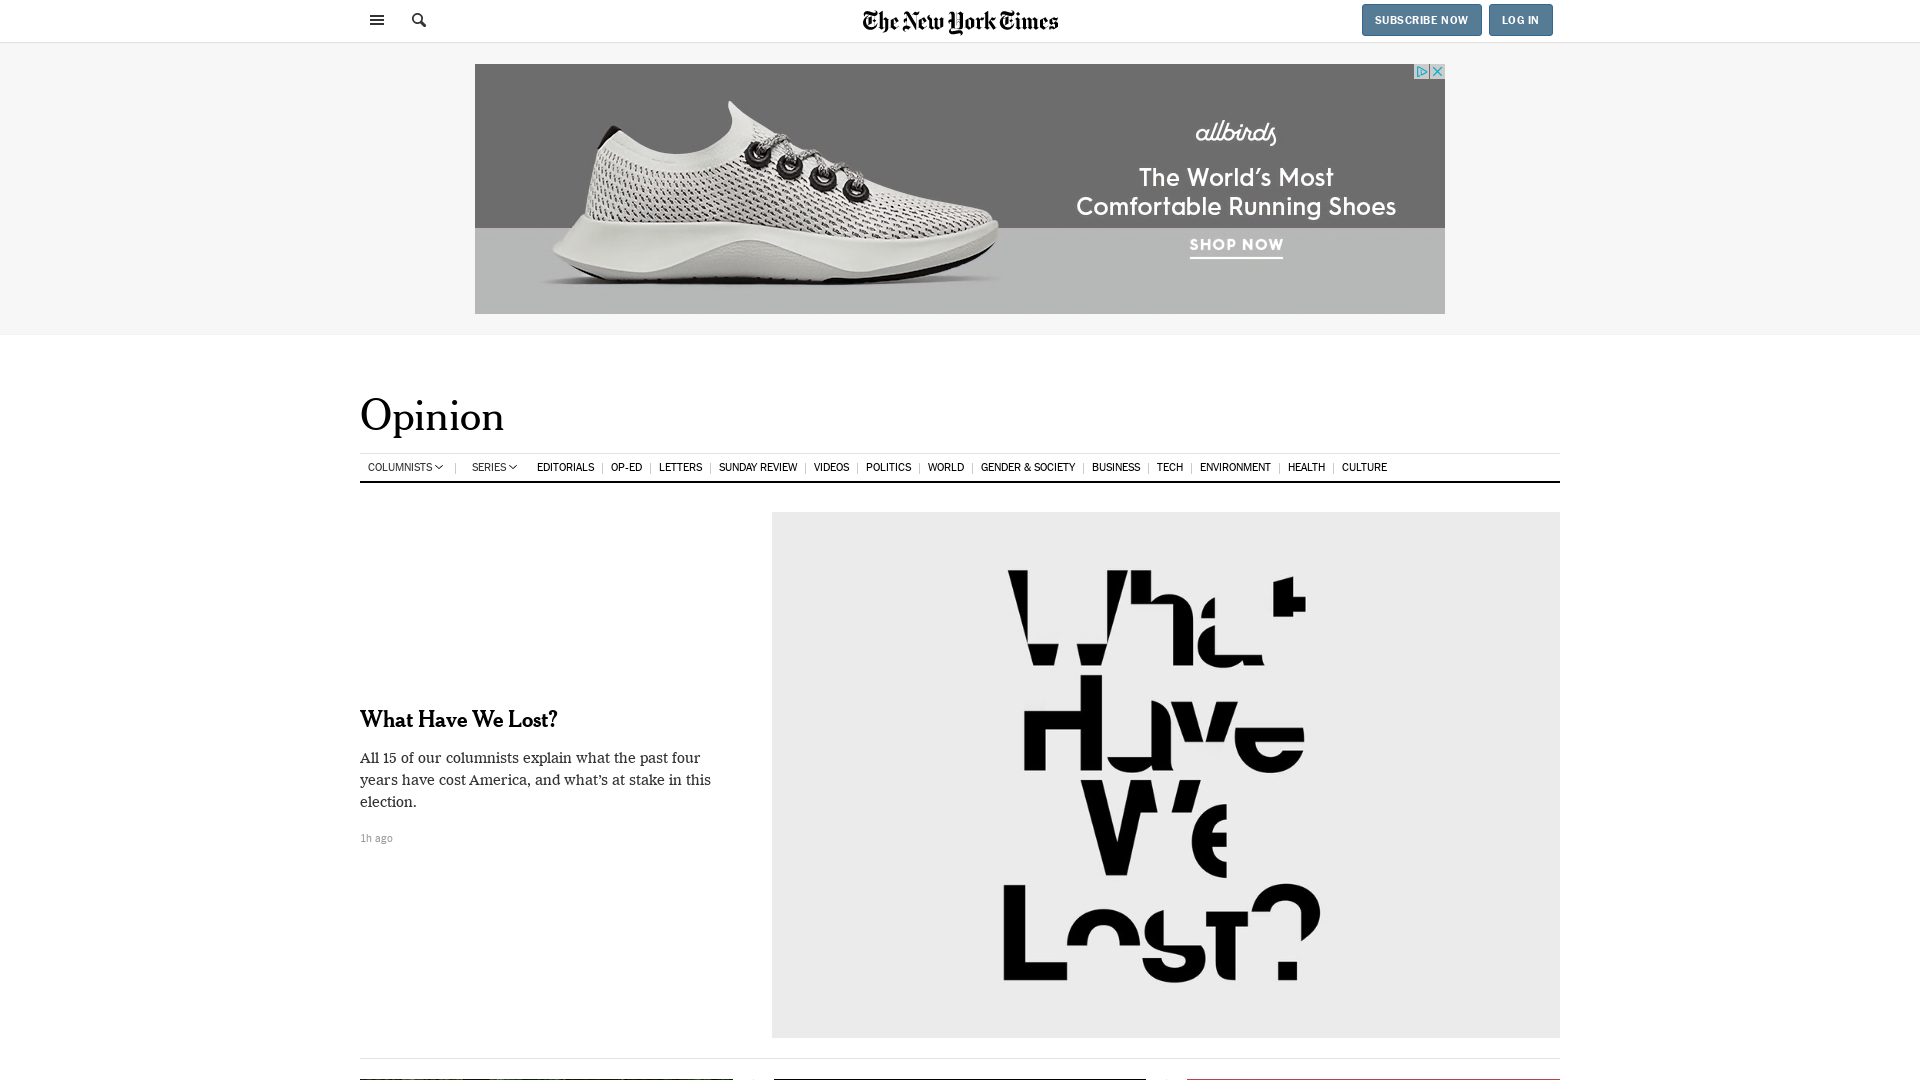 The New York Times
SUBSCRIBE NOW
LOG IN
allbirds
The World's Most
Comfortable Running Shoes
SHOP NOW
Opinion
COLUMNISTS
SERIES
EDITORIALS
OP-ED
LETTERS
SUNDAY REVIEW
VIDEOS
POLITICS
WORLD
GENDER & SOCIETY
BUSINESS
TECH
ENVIRONMENT
HEALTH
CULTURE
What Have We Lost?
All 15 of our columnists explain what the past four
years have cost America, and what's at stake in this
election.
1h ago
What
Have
We
Lost?